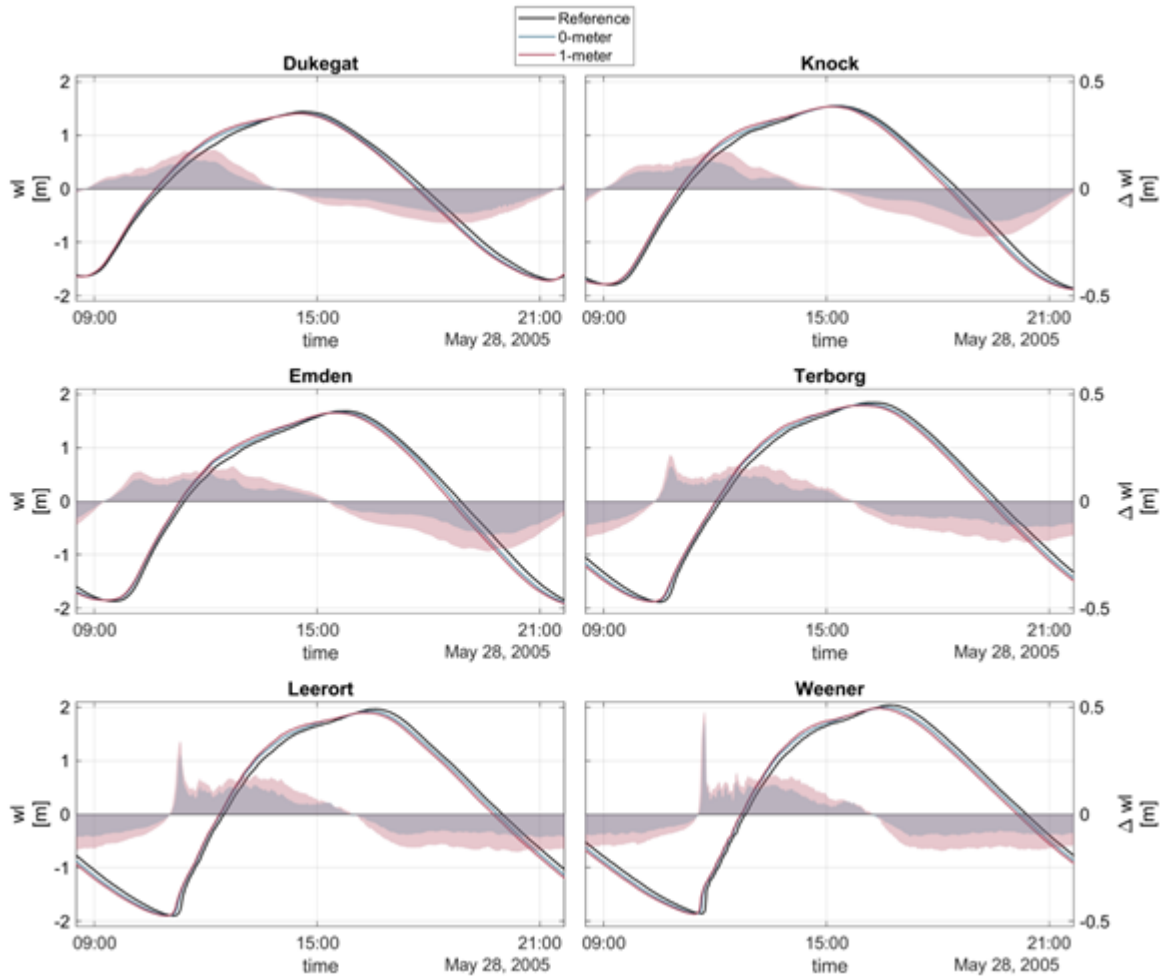 Reference
0-meter
1-meter
Dukegat
Knock
2
1
0
-1
-2
wl
[m]
09:00
15:00
21:00
time
May 28, 2005
0.5
0
-0.5
Δ wl
[m]
09:00
15:00
21:00
time
May 28, 2005
Emden
Terborg
2
1
0
-1
-2
wl
[m]
09:00
15:00
21:00
time
May 28, 2005
0.5
0
-0.5
Δ wl
[m]
09:00
15:00
21:00
time
May 28, 2005
Leerort
Weener
2
1
0
-1
-2
wl
[m]
09:00
15:00
21:00
time
May 28, 2005
0.5
0
-0.5
Δ wl
[m]
09:00
15:00
21:00
time
May 28, 2005